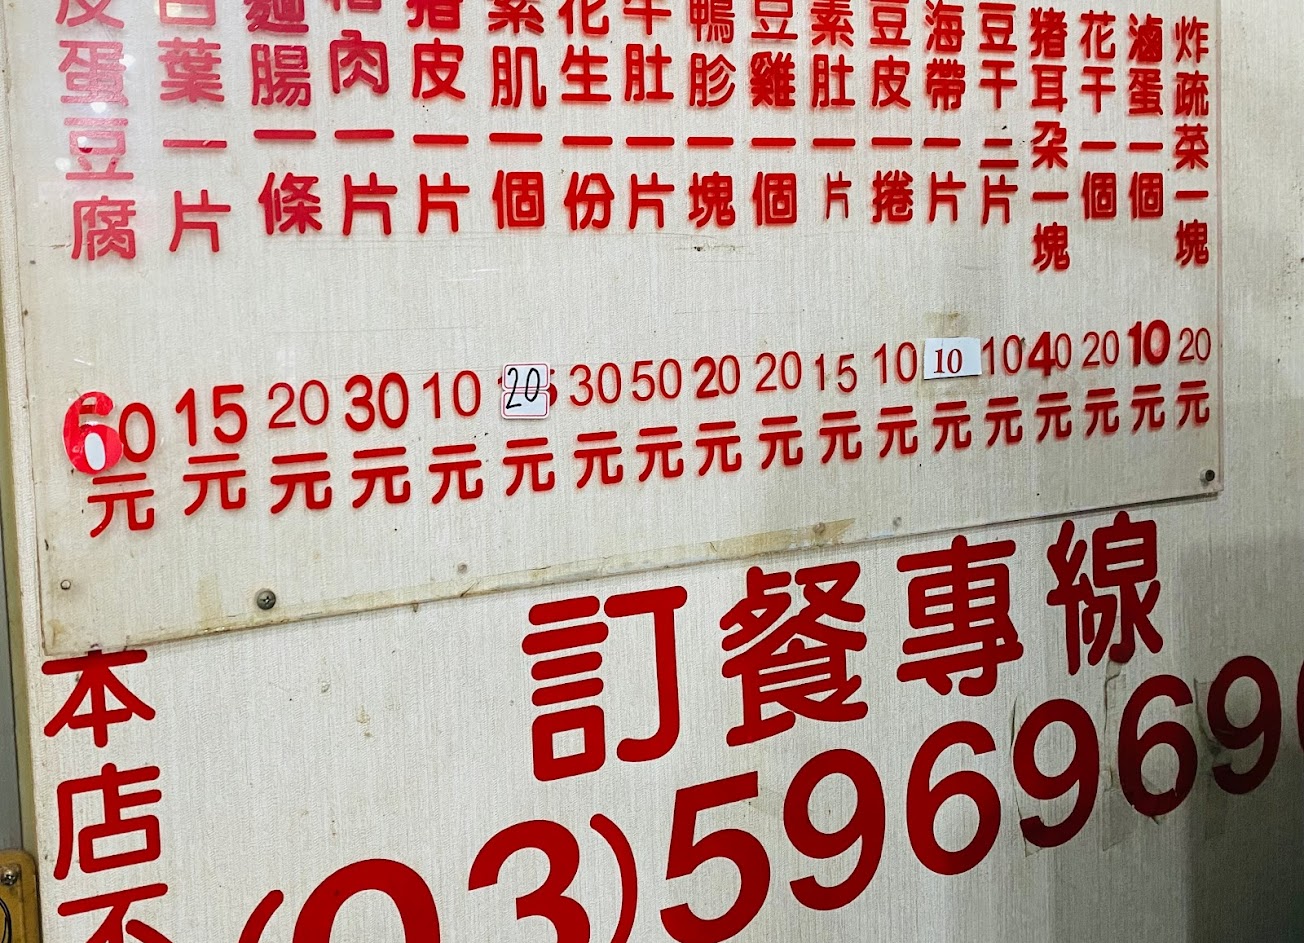 炸疏菜一塊 20元
滷蛋一個 10元
花干一個 20元
猪耳朵一塊 40元
豆干二片 10元
海帶一片 10元
豆皮一捲 10元
素肚一片 15元
豆雞一個 20元
鴨胗一塊 20元
牛肚一片 50元
花生一份 30元
素肌一個 20元
猪皮一片 10元
肉一片 30元
麵腸一條 20元
百葉一片 15元
皮蛋豆腐 60元
訂餐專線
(03)596969
本店不